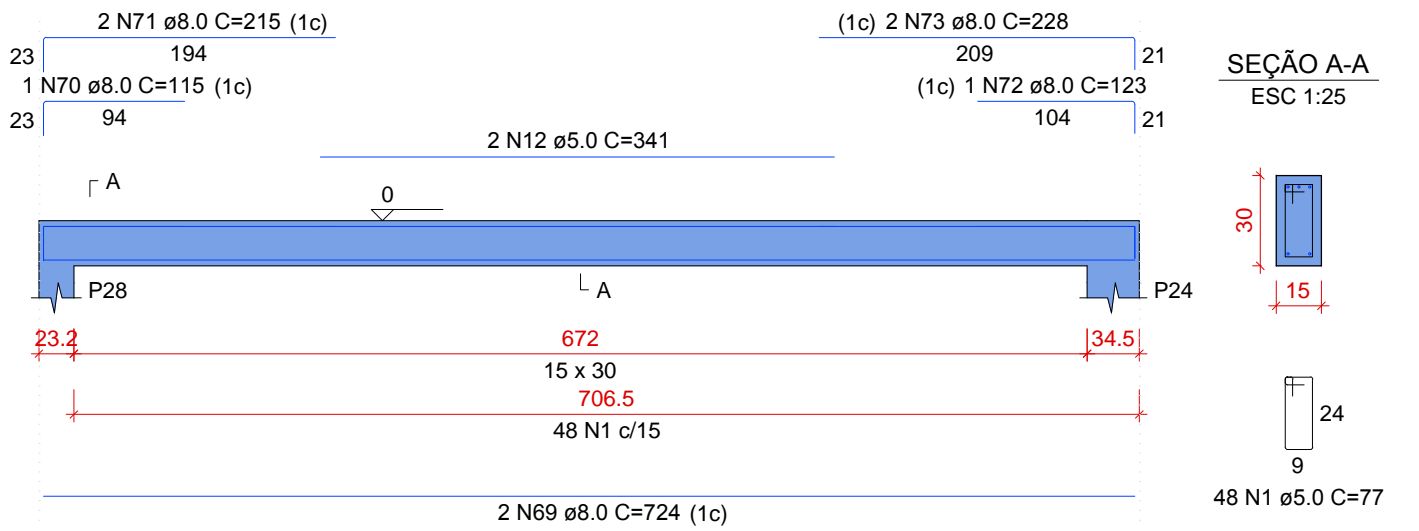 2 N71 ø8.0 C=215 (1c)
(1c) 2 N73 ø8.0 C=228
23
194
209
21
SEÇÃO A-A
ESC 1:25
1 N70 ø8.0 C=115 (1c)
(1c) 1 N72 ø8.0 C=123
23
94
104
21
2 N12 ø5.0 C=341
A
0
30
A
P28
P24
15
23.2
672
34.5
15 x 30
706.5
48 N1 c/15
24
9
48 N1 ø5.0 C=77
2 N69 ø8.0 C=724 (1c)